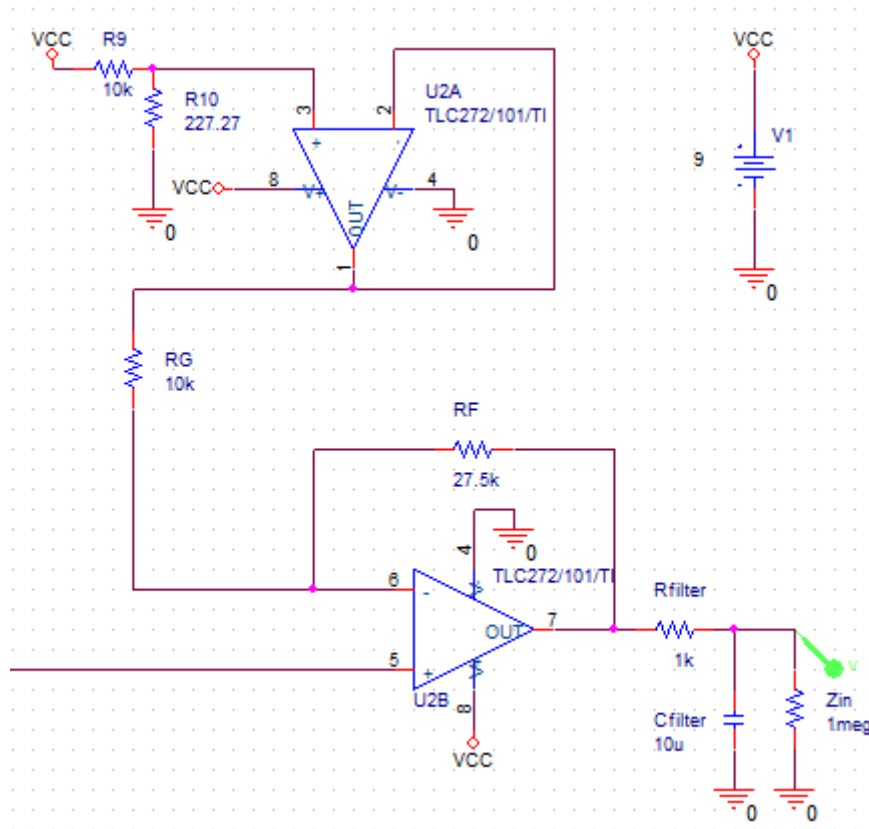 VCC
R9
10k
R10
227.27
3
+
2
-
U2A
TLC272/101/TI
VCC
8
V+
V-
4
OUT
1
0
0
VCC
V1
9
0
RG
10k
RF
27.5k
4
0
TLC272/101/TI
6
-
V-
OUT
7
5
+
V+
U2B
8
VCC
Rfilter
1k
V
Cfilter
10u
Zin
1meg
0
0